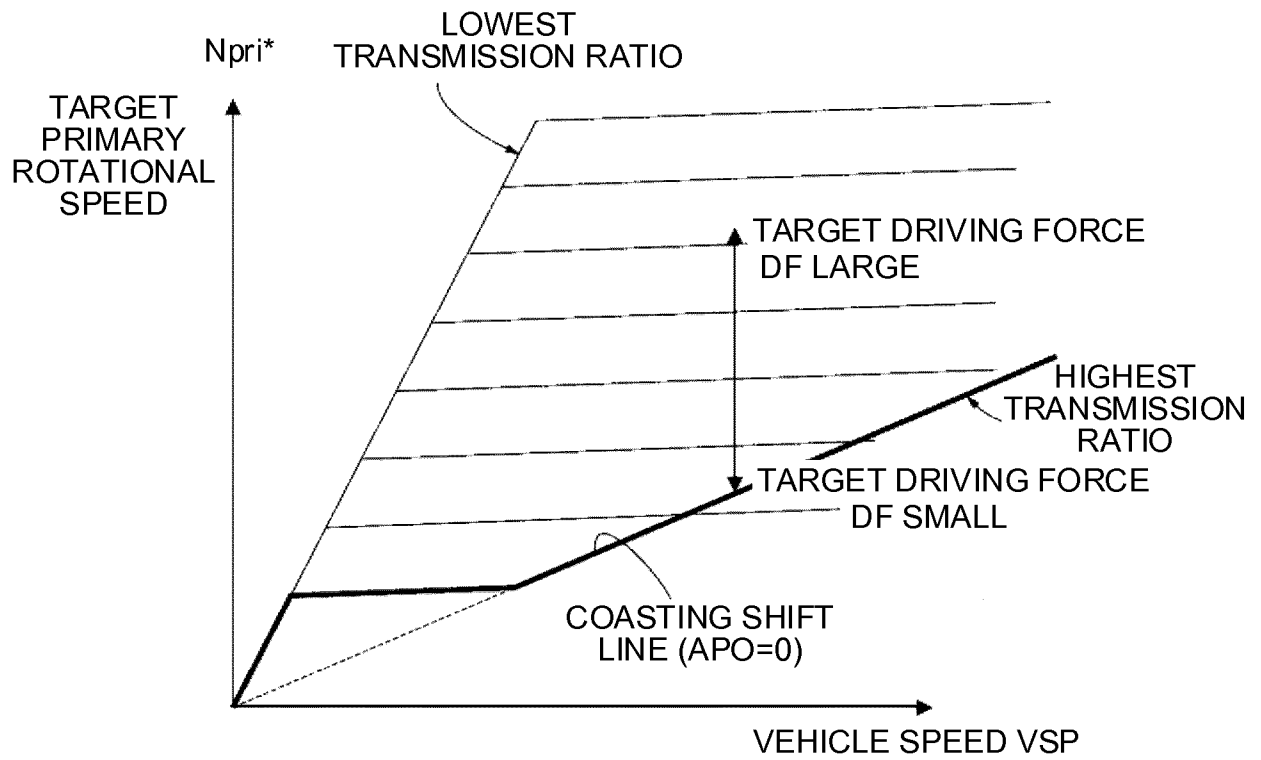 Npri*
LOWEST
TRANSMISSION RATIO
TARGET
PRIMARY
ROTATIONAL
SPEED
TARGET DRIVING FORCE
DF LARGE
HIGHEST
TRANSMISSION
RATIO
TARGET DRIVING FORCE
DF SMALL
COASTING SHIFT
LINE (APO=0)
VEHICLE SPEED VSP